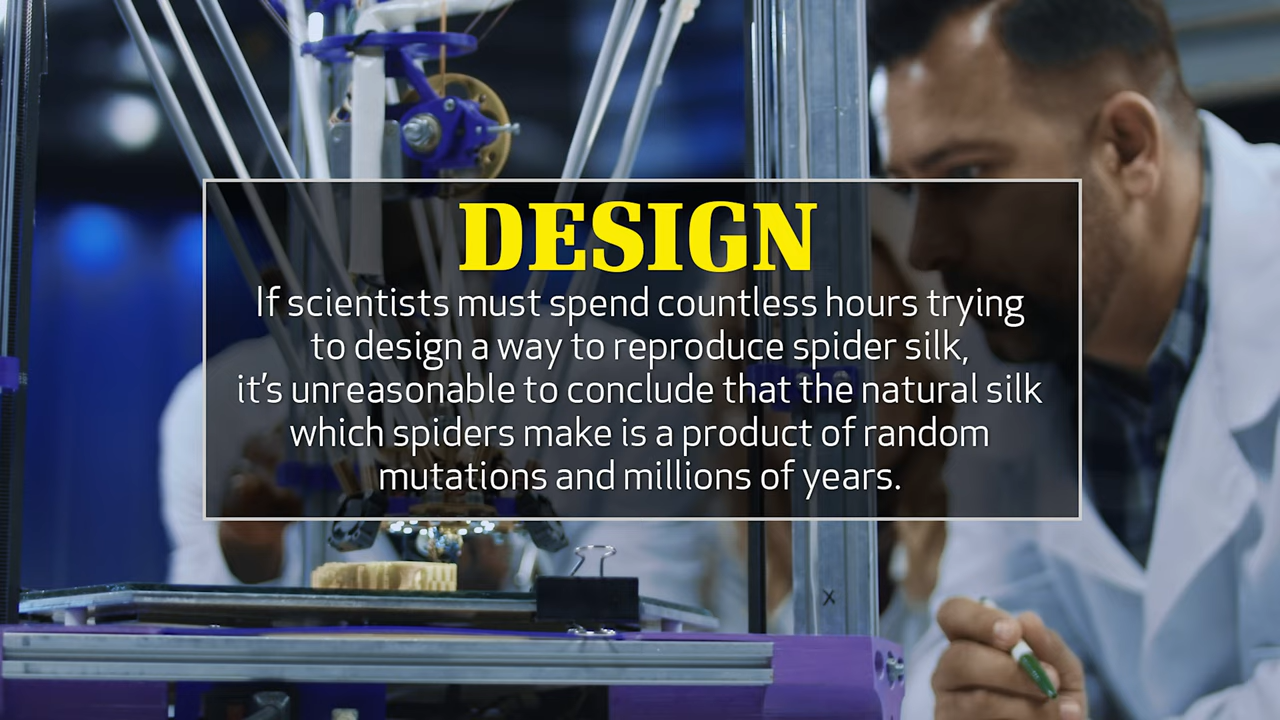 DESIGN
If scientists must spend countless hours trying
to design a way to reproduce spider silk,
it's unreasonable to conclude that the natural silk
which spiders make is a product of random
mutations and millions of years.
X